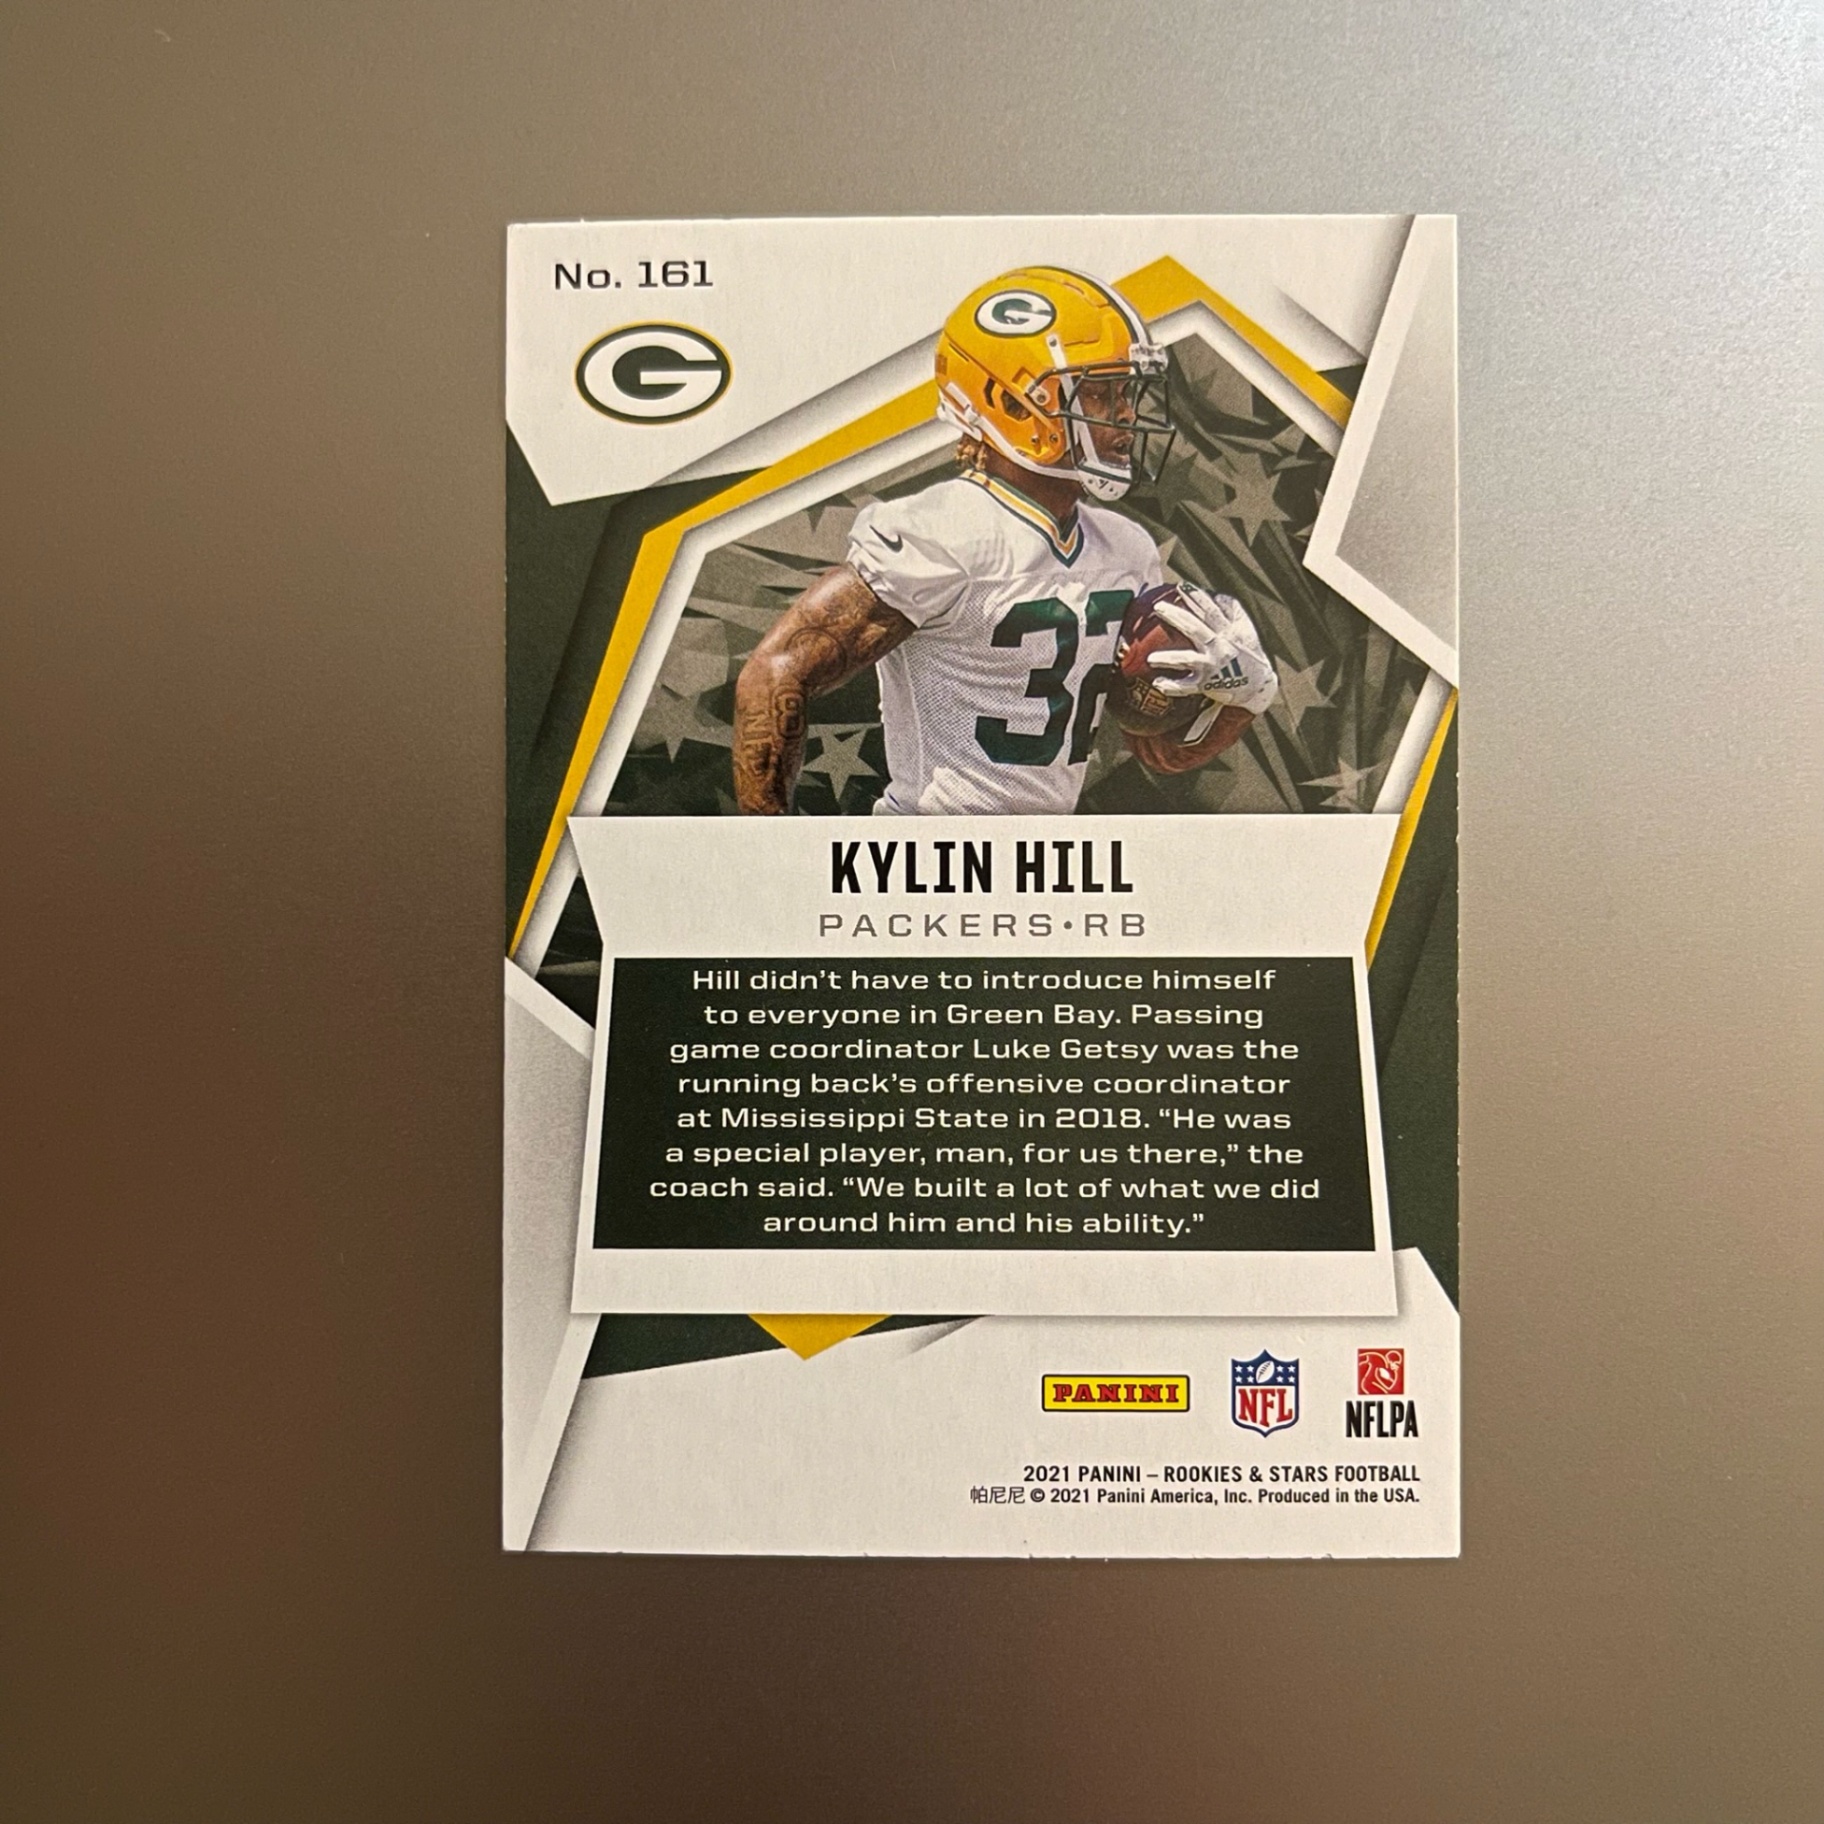 No. 161
G
G
32
adidas
KYLIN HILL
PACKERS•RB
Hill didn’t have to introduce himself
to everyone in Green Bay. Passing
game coordinator Luke Getsy was the
running back’s offensive coordinator
at Mississippi State in 2018. “He was
a special player, man, for us there,” the
coach said. “We built a lot of what we did
around him and his ability.”
PANINI
NFL
NFLPA
2021 PANINI – ROOKIES & STARS FOOTBALL
帕尼尼 © 2021 Panini America, Inc. Produced in the USA.